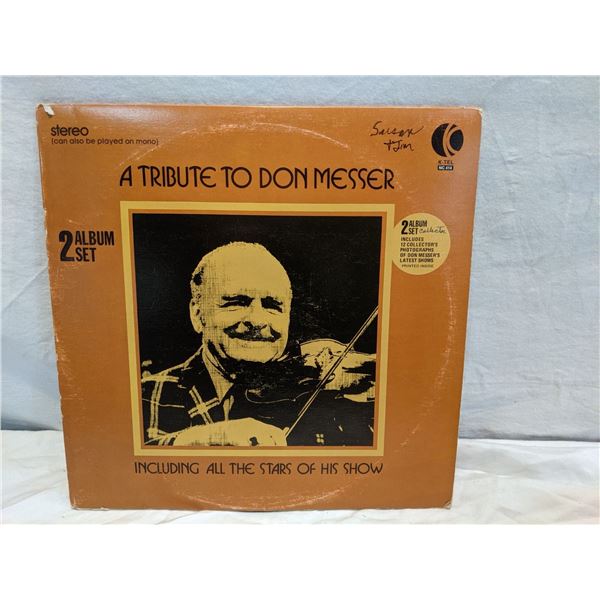 stereo
(can also be played on mono)
K-TEL
A TRIBUTE TO DON MESSER
2 ALBUM
SET
2 ALBUM
SET
INCLUDES
12 COLLECTOR'S
PHOTOGRAPHS
OF DON MESSER'S
LATEST SHOWS
PRINTED INSIDE
INCLUDING ALL THE STARS OF HIS SHOW